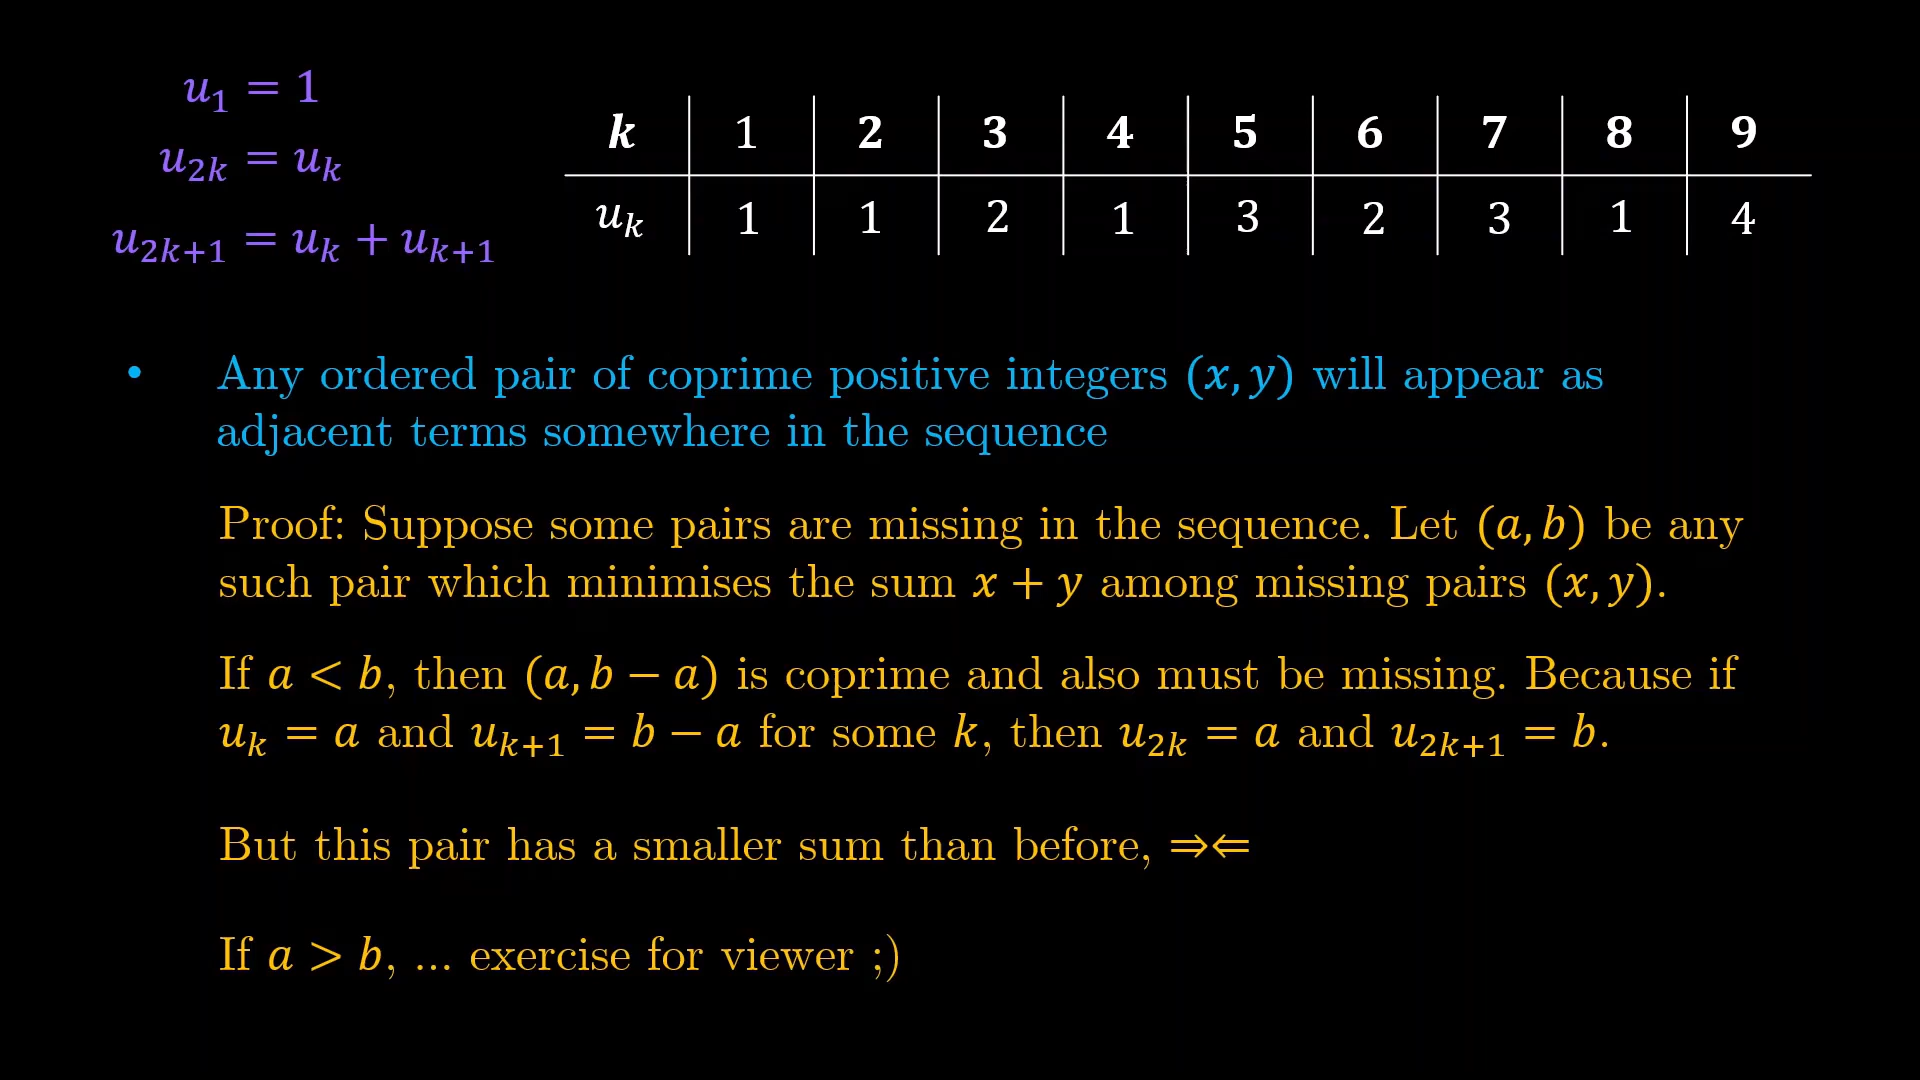 u₁ = 1
u₂ₖ = uₖ
u₂ₖ₊₁ = uₖ + uₖ₊₁
k 1 2 3 4 5 6 7 8 9
uₖ 1 1 2 1 3 2 3 1 4
• Any ordered pair of coprime positive integers (x, y) will appear as
adjacent terms somewhere in the sequence
Proof: Suppose some pairs are missing in the sequence. Let (a, b) be any
such pair which minimises the sum x + y among missing pairs (x, y).
If a < b, then (a, b − a) is coprime and also must be missing. Because if
uₖ = a and uₖ₊₁ = b − a for some k, then u₂ₖ = a and u₂ₖ₊₁ = b.
But this pair has a smaller sum than before, ⇒⇐
If a > b, ... exercise for viewer ;)